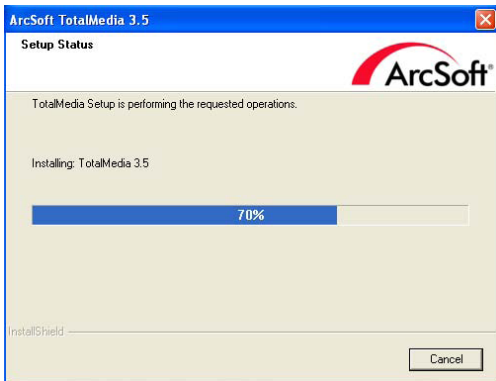 ArcSoft TotalMedia 3.5
Setup Status
ArcSoft®
TotalMedia Setup is performing the requested operations.
Installing: TotalMedia 3.5
70%
InstallShield
Cancel